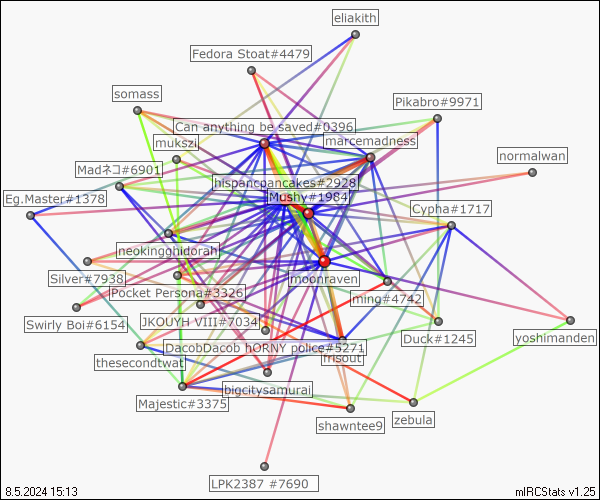 eliakith
Fedora Stoat#4479
somass
Pikabro#9971
Can anything be saved#0396
mukszi
marcemadness
normalwan
Madネコ#6901
hispancpancakes#2928
Eg.Master#1378
Mushy#1984
Cypha#1717
neokingghidorah
Silver#7938
moonraven
Pocket Persona#3326
ming#4742
Swirly Boi#6154
JKOUYH VIII#7034
Duck#1245
yoshimanden
DacobDacob hORNY police#5271
frisout
thesecondtwat
bigcitysamurai
Majestic#3375
zebula
shawntee9
LPK2387 #7690
8.5.2024 15:13
mIRCStats v1.25